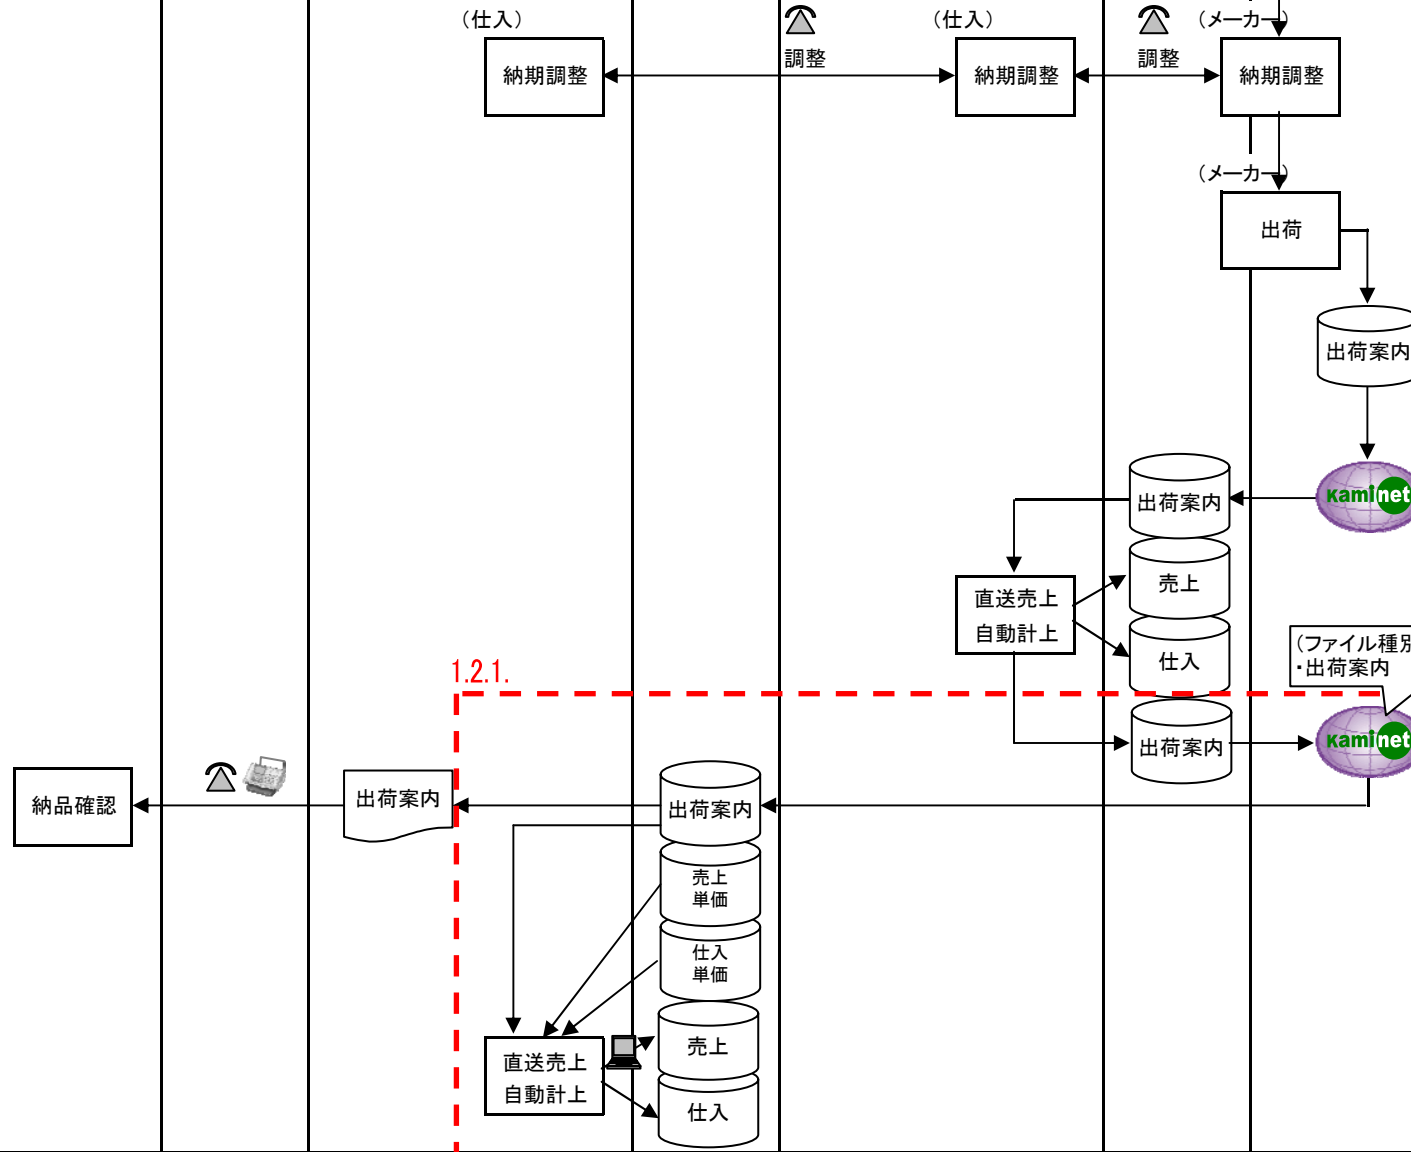 （仕入）
（仕入）
（メーカー）
調整
調整
納期調整
納期調整
納期調整
（メーカー）
出荷
出荷案内
出荷案内
kaminet
売上
直送売上
自動計上
仕入
（ファイル種別
・出荷案内
1.2.1.
出荷案内
kaminet
納品確認
出荷案内
出荷案内
売上
単価
仕入
単価
売上
直送売上
自動計上
仕入